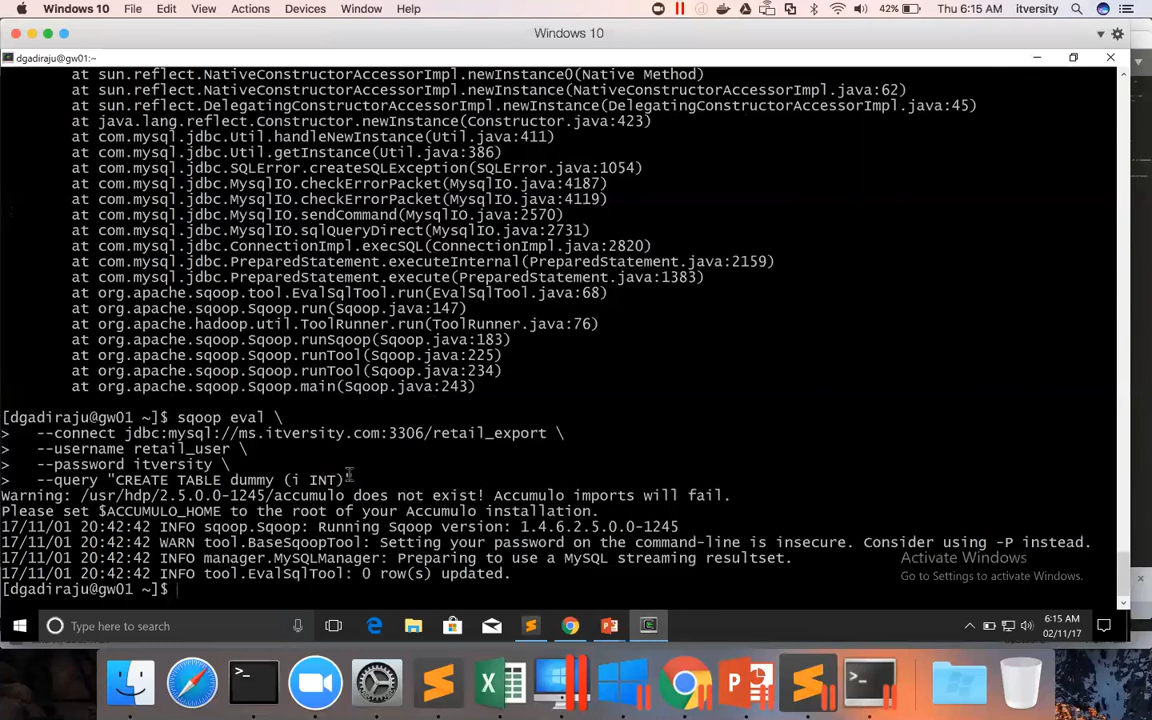 Windows 10 File Edit View Actions Devices Window Help 42% Thu 6:15 AM itversity
Windows 10
dgadiraju@gw01:~
at sun.reflect.NativeConstructorAccessorImpl.newInstance0(Native Method)
at sun.reflect.NativeConstructorAccessorImpl.newInstance(NativeConstructorAccessorImpl.java:62)
at sun.reflect.DelegatingConstructorAccessorImpl.newInstance(DelegatingConstructorAccessorImpl.java:45)
at java.lang.reflect.Constructor.newInstance(Constructor.java:423)
at com.mysql.jdbc.Util.handleNewInstance(Util.java:411)
at com.mysql.jdbc.Util.getInstance(Util.java:386)
at com.mysql.jdbc.SQLError.createSQLException(SQLError.java:1054)
at com.mysql.jdbc.MysqlIO.checkErrorPacket(MysqlIO.java:4187)
at com.mysql.jdbc.MysqlIO.checkErrorPacket(MysqlIO.java:4119)
at com.mysql.jdbc.MysqlIO.sendCommand(MysqlIO.java:2570)
at com.mysql.jdbc.MysqlIO.sqlQueryDirect(MysqlIO.java:2731)
at com.mysql.jdbc.ConnectionImpl.execSQL(ConnectionImpl.java:2820)
at com.mysql.jdbc.PreparedStatement.executeInternal(PreparedStatement.java:2159)
at com.mysql.jdbc.PreparedStatement.execute(PreparedStatement.java:1383)
at org.apache.sqoop.tool.EvalSqlTool.run(EvalSqlTool.java:68)
at org.apache.sqoop.Sqoop.run(Sqoop.java:147)
at org.apache.hadoop.util.ToolRunner.run(ToolRunner.java:76)
at org.apache.sqoop.Sqoop.runSqoop(Sqoop.java:183)
at org.apache.sqoop.Sqoop.runTool(Sqoop.java:225)
at org.apache.sqoop.Sqoop.runTool(Sqoop.java:234)
at org.apache.sqoop.Sqoop.main(Sqoop.java:243)
[dgadiraju@gw01 ~]$ sqoop eval \
> --connect jdbc:mysql://ms.itversity.com:3306/retail_export \
> --username retail_user \
> --password itversity \
> --query "CREATE TABLE dummy (i INT)"
Warning: /usr/hdp/2.5.0.0-1245/accumulo does not exist! Accumulo imports will fail.
Please set $ACCUMULO_HOME to the root of your Accumulo installation.
17/11/01 20:42:42 INFO sqoop.Sqoop: Running Sqoop version: 1.4.6.2.5.0.0-1245
17/11/01 20:42:42 WARN tool.BaseSqoopTool: Setting your password on the command-line is insecure. Consider using -P instead.
17/11/01 20:42:42 INFO manager.MySQLManager: Preparing to use a MySQL streaming resultset.
17/11/01 20:42:42 INFO tool.EvalSqlTool: 0 row(s) updated.
[dgadiraju@gw01 ~]$
Activate Windows
Go to Settings to activate Windows.
Type here to search
6:15 AM
02/11/17